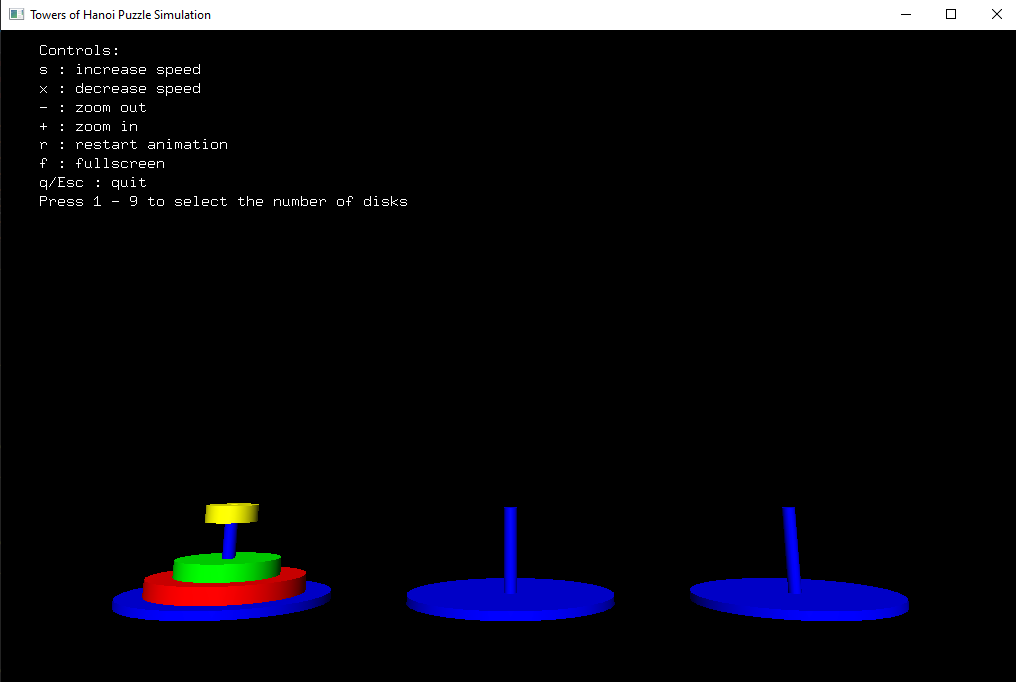 Towers of Hanoi Puzzle Simulation
Controls:
s : increase speed
x : decrease speed
- : zoom out
+ : zoom in
r : restart animation
f : fullscreen
q/Esc : quit
Press 1 - 9 to select the number of disks